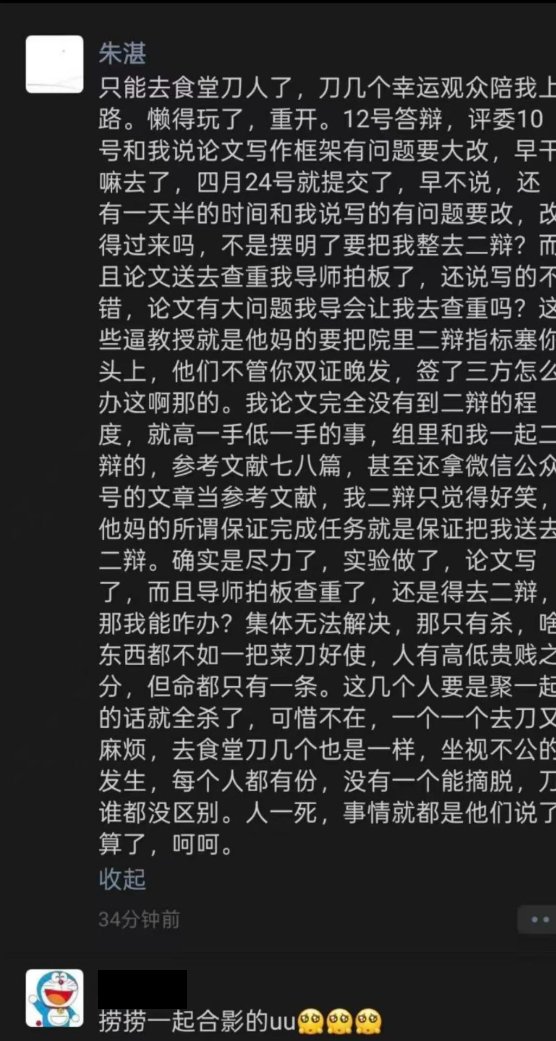 朱湛
只能去食堂刀人了，刀几个幸运观众陪我上
路。懒得玩了，重开。12号答辩，评委10
号和我说论文写作框架有问题要大改，早干
嘛去了，四月24号就提交了，早不说，还
有一天半的时间和我说写的有问题要改，改
得过来吗，不是摆明了要把我整去二辩？而
且论文送去查重我导师拍板了，还说写的不
错，论文有大问题我导会让我去查重吗？这
些逼教授就是他妈的要把院里二辩指标塞你
头上，他们不管你双证晚发，签了三方怎么
办这啊那的。我论文完全没有到二辩的程
度，就高一手低一手的事，组里和我一起二
辩的，参考文献七八篇，甚至还拿微信公众
号的文章当参考文献，我二辩只觉得好笑，
他妈的所谓保证完成任务就是保证把我送去
二辩。确实是尽力了，实验做了，论文写
了，而且导师拍板查重了，还是得去二辩，
那我能咋办？集体无法解决，那只有杀，啥
东西都不如一把菜刀好使，人有高低贵贱之
分，但命都只有一条。这几个人要是聚一起
的话就全杀了，可惜不在，一个一个去刀又
麻烦，去食堂刀几个也是一样，坐视不公的
发生，每个人都有份，没有一个能摘脱，刀
谁都没区别。人一死，事情就都是他们说了
算了，呵呵。
收起
34分钟前
捞捞一起合影的uu🥺🥺🥺